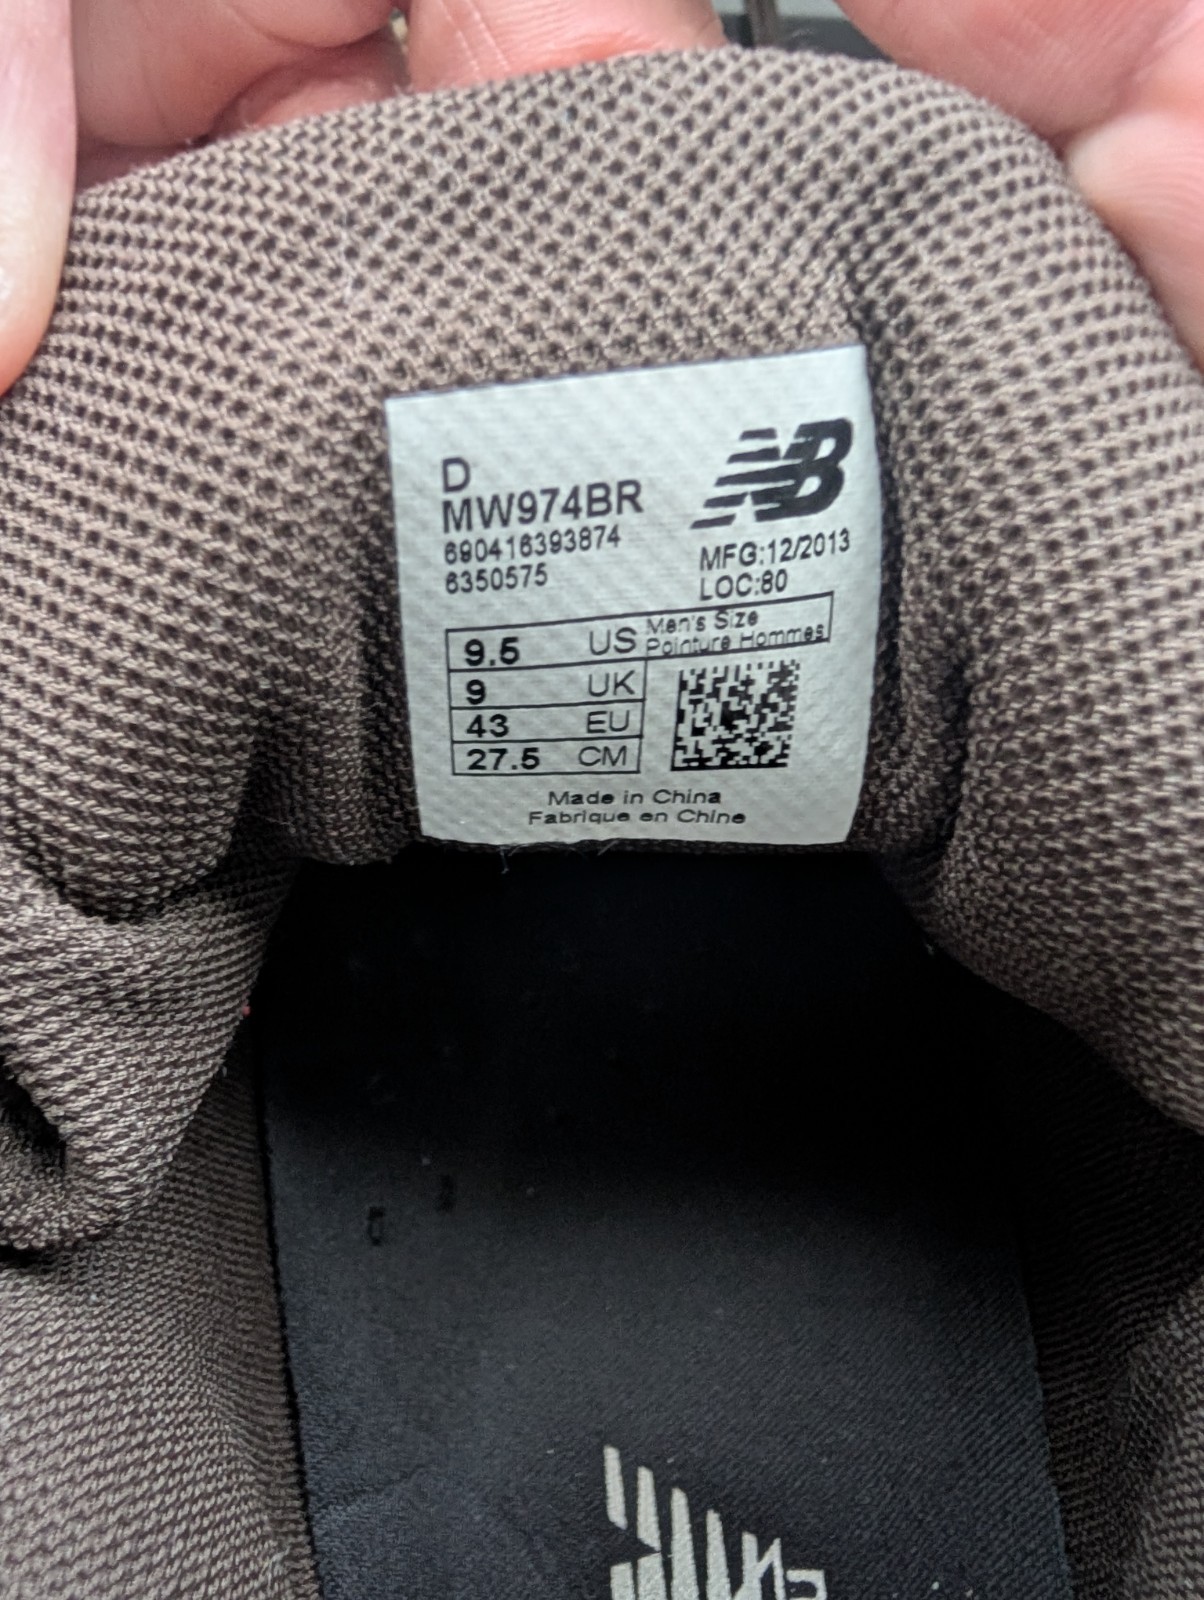 D
MW974BR
690416393874
6350575
NB
MFG:12/2013
LOC:80
9.5 US Men's Size
Pointure Hommes
9 UK
43 EU
27.5 CM
Made in China
Fabrique en Chine